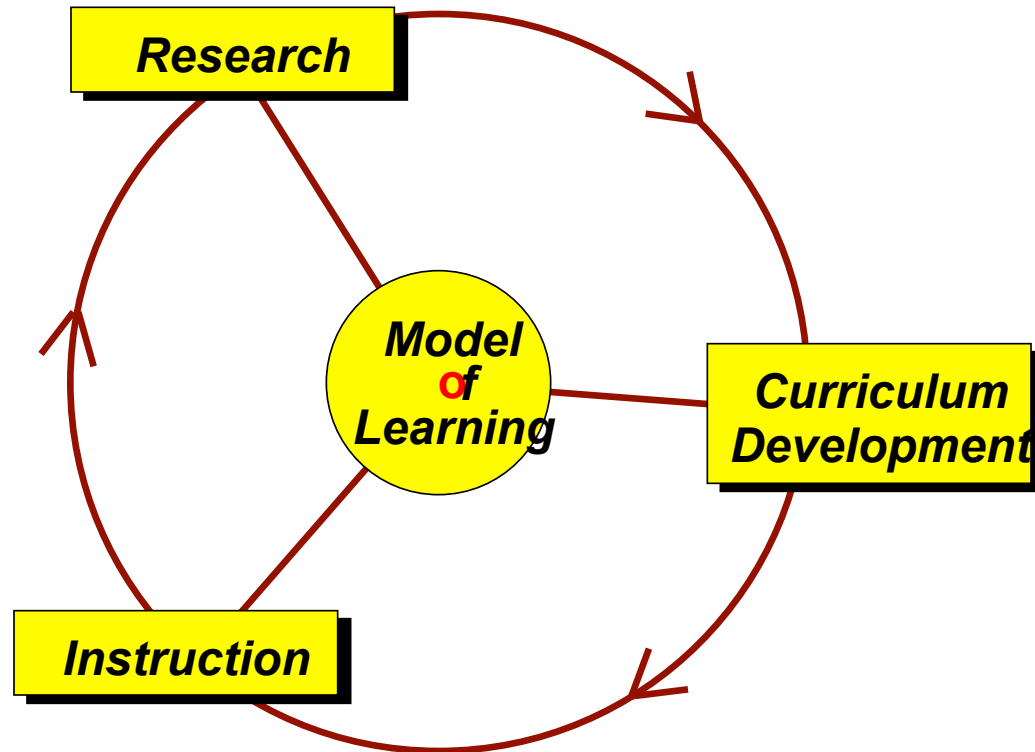 Research
Model
of
Learning
Curriculum
Development
Instruction